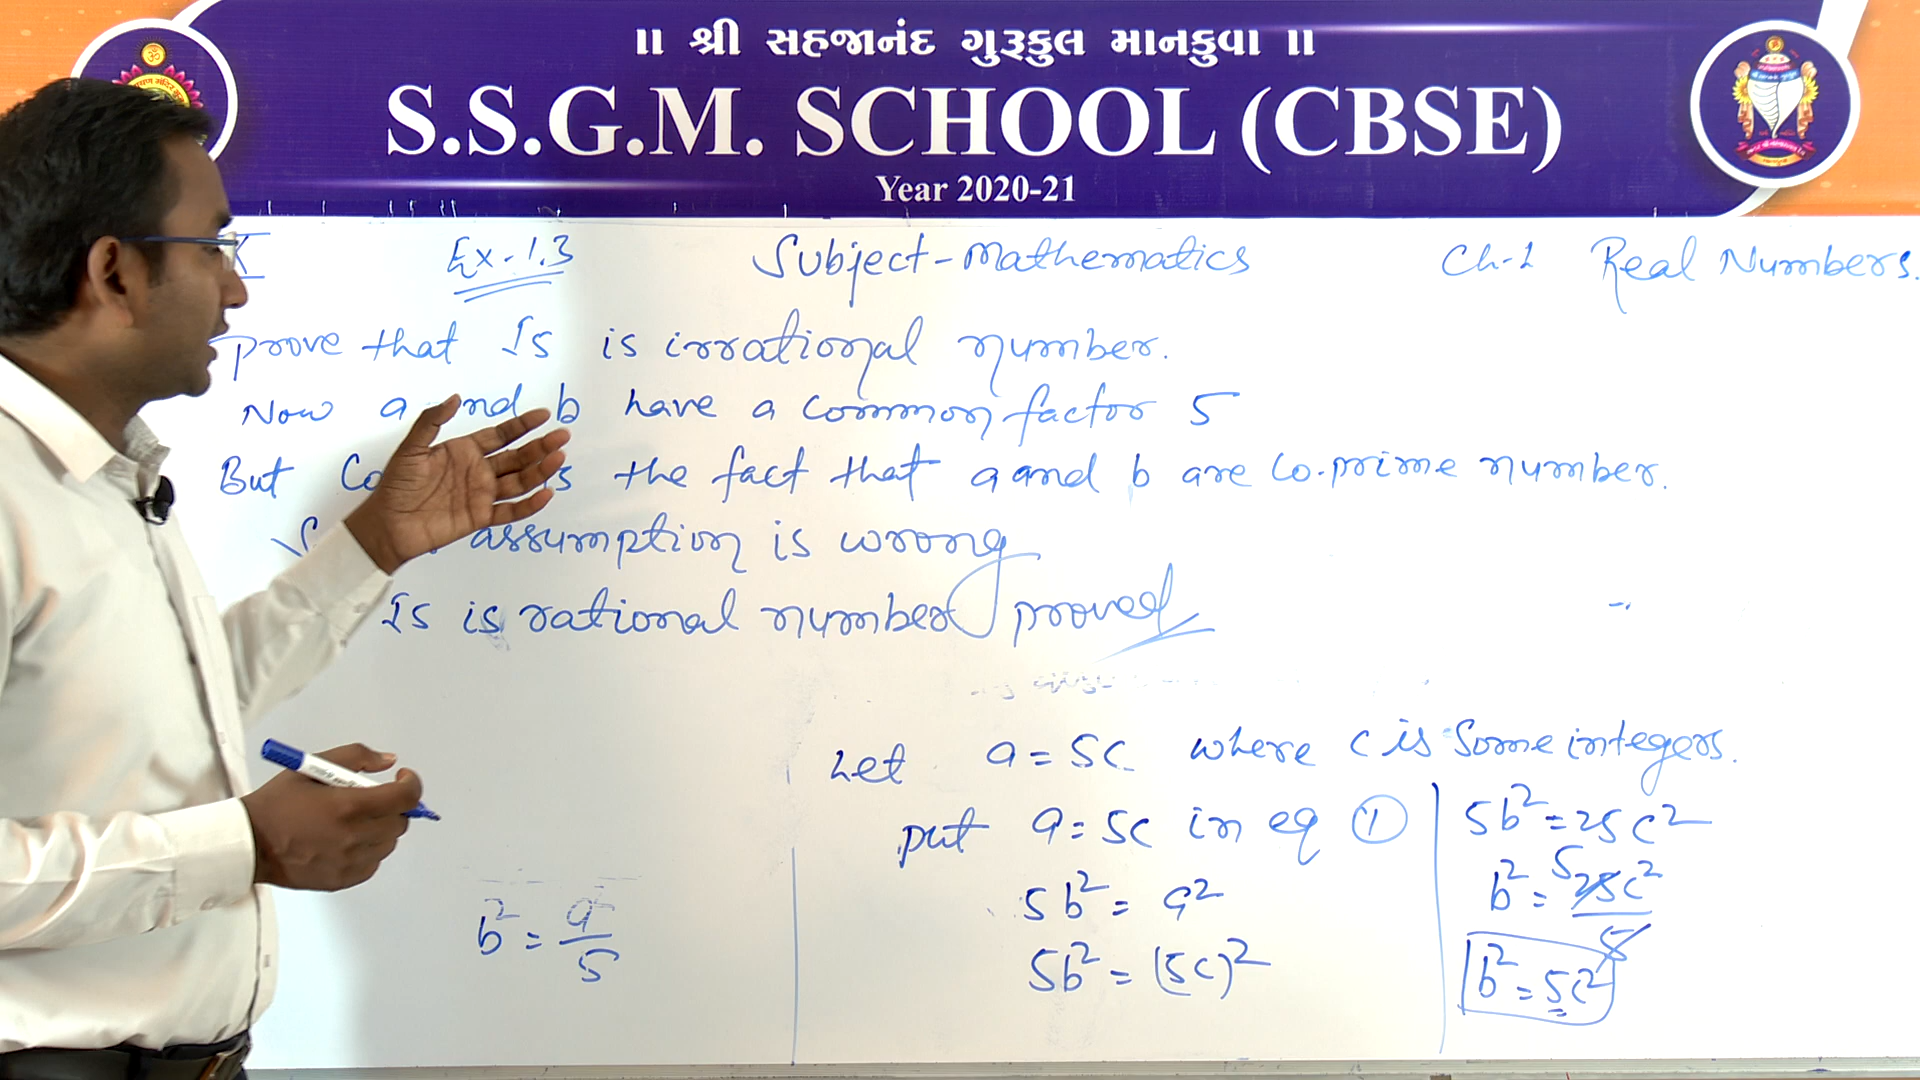 ॥ શ્રી સહજાનંદ ગુરુકુલ માનકુવા ॥
S.S.G.M. SCHOOL (CBSE)
Year 2020-21
X Ex-1.3 Subject-Mathematics Ch-1 Real Numbers.
prove that √5 is irrational number.
Now a and b have a common factor 5
But the fact that a and b are co-prime number.
assumption is wrong
√5 is rational number proved
Let a = 5c where c is some integers.
put a = 5c in eq ①
5b² = a²
5b² = (5c)²
5b² = 25c²
b² = 25c²/5 5
b² = 5c²
b² = a/5